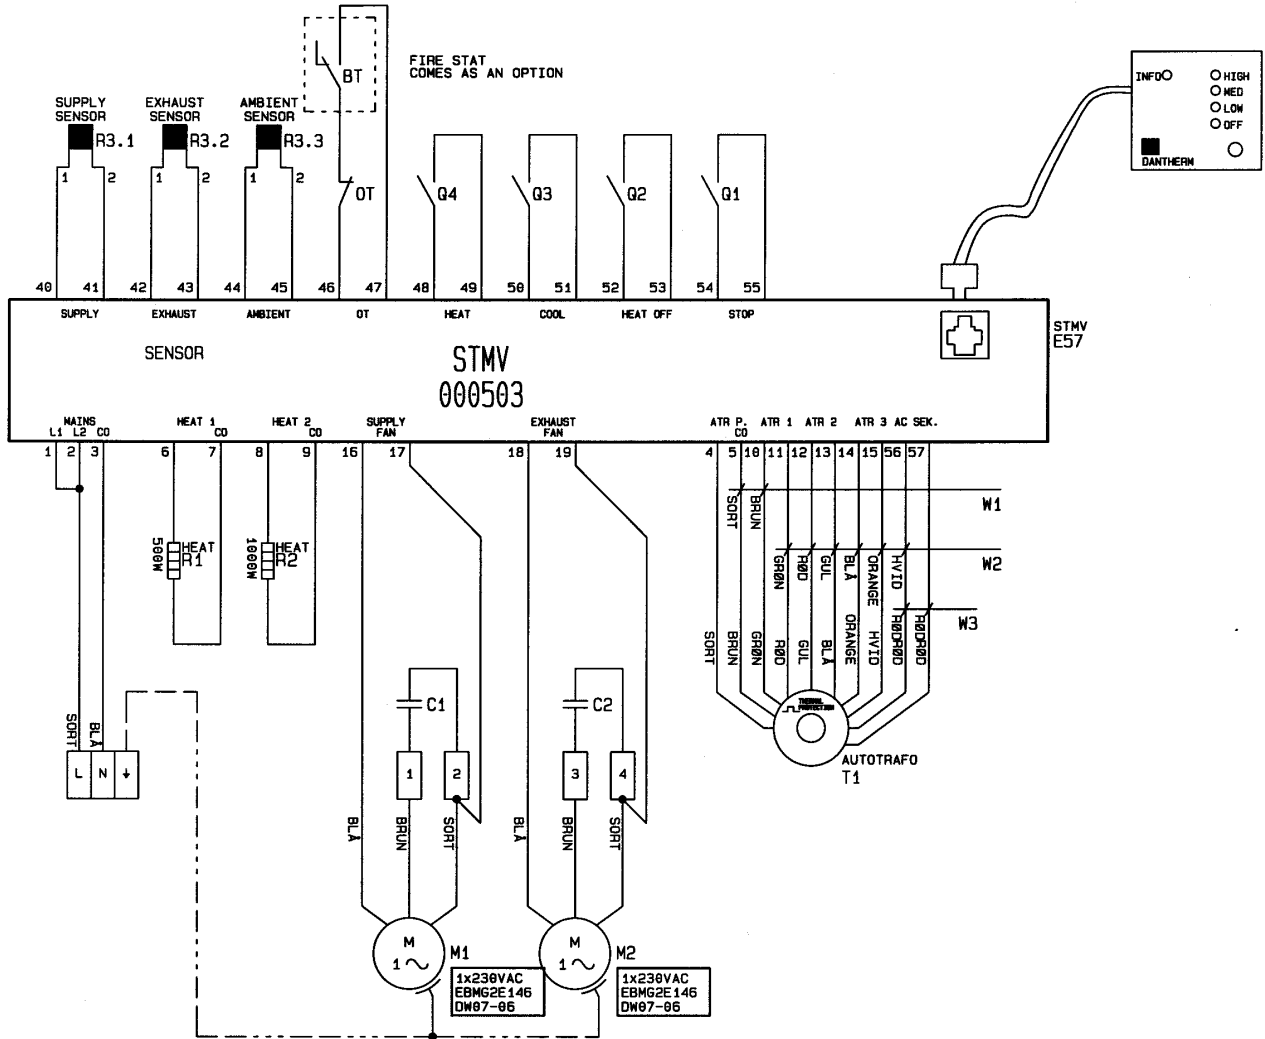 FIRE STAT
COMES AS AN OPTION
BT
INFO
HIGH
MED
LOW
OFF
DANTHERM
SUPPLY
SENSOR
EXHAUST
SENSOR
AMBIENT
SENSOR
R3.1
R3.2
R3.3
1 2 1 2 1 2
OT
Q4
Q3
Q2
Q1
40 41 42 43 44 45 46 47 48 49 50 51 52 53 54 55
SUPPLY EXHAUST AMBIENT OT HEAT COOL HEAT OFF STOP
STMV
E57
SENSOR
STMV
000503
MAINS
L1 L2 CO
HEAT 1
CO
HEAT 2
CO
SUPPLY
FAN
EXHAUST
FAN
ATR P. ATR 1 ATR 2 ATR 3 AC SEK.
CO
1 2 3 6 7 8 9 16 17 18 19 4 5 10 11 12 13 14 15 56 57
SORT
BRUN
W1
GRØN
RØD
GUL
BLÅ
ORANGE
HVID
W2
RØDRØD
RØDRØD
W3
500W
HEAT
R1
1000W
HEAT
R2
SORT
BRUN
GRØN
RØD
GUL
BLÅ
ORANGE
HVID
THERMAL
PROTECTION
AUTOTRAFO
T1
C1
C2
SORT
BLÅ
L N
1 2 3 4
BLÅ
BRUN
SORT
BLÅ
BRUN
SORT
M
1
M1
1x230VAC
EBMG2E146
DW07-06
M
1
M2
1x230VAC
EBMG2E146
DW07-06